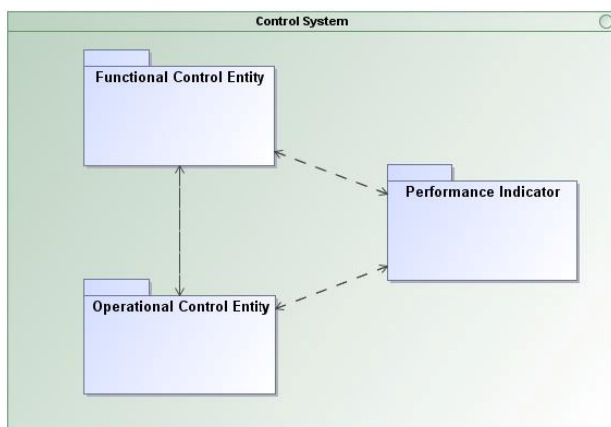 Control System
Functional Control Entity
Performance Indicator
Operational Control Entity